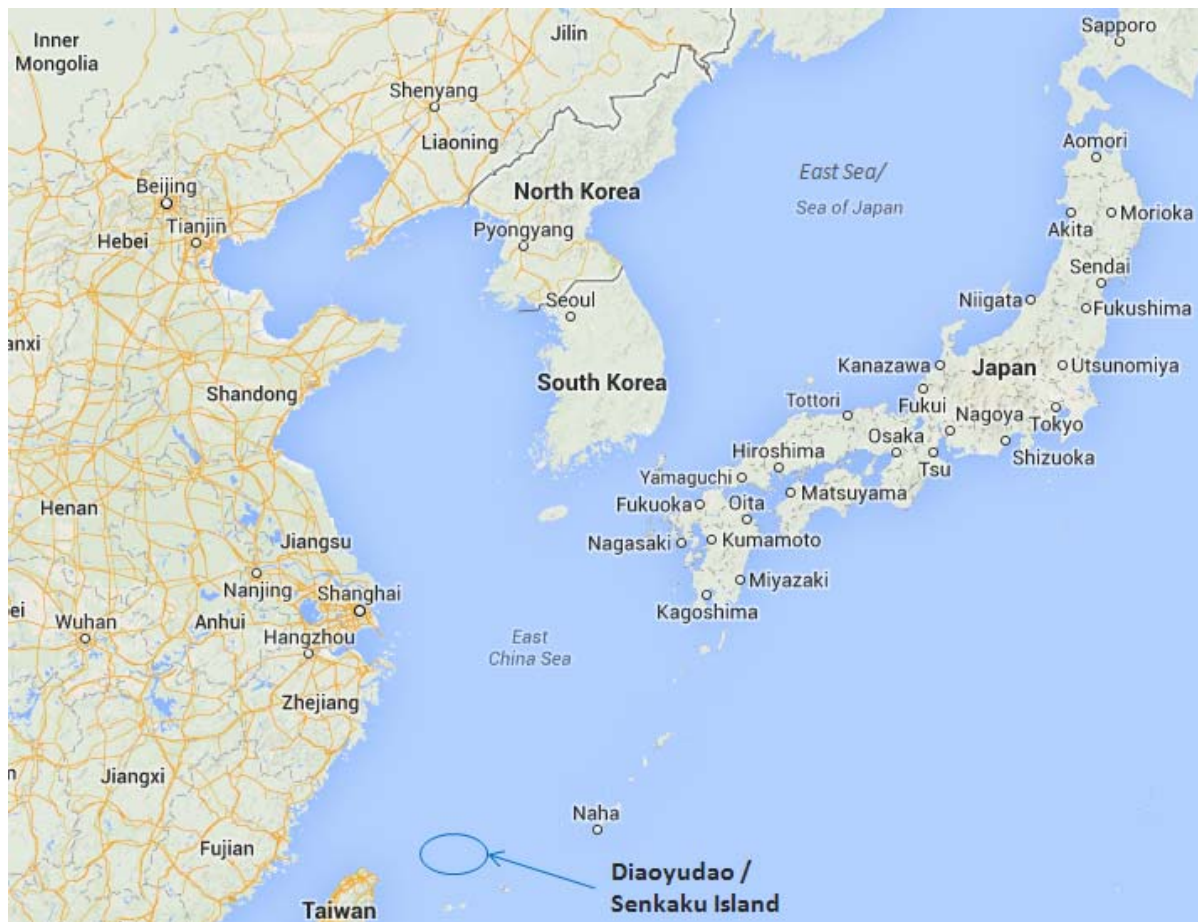 Sapporo
Jilin
Inner
Mongolia
Shenyang
Liaoning
Aomori
East Sea/
Sea of Japan
Beijing
North Korea
Morioka
Akita
Tianjin
Hebei
Pyongyang
Sendai
Seoul
Niigata
Fukushima
anxi
Kanazawa
Japan
Utsunomiya
South Korea
Shandong
Tottori
Fukui
Nagoya
Tokyo
Osaka
Hiroshima
Tsu
Shizuoka
Yamaguchi
Matsuyama
Henan
Fukuoka
Oita
Jiangsu
Nagasaki
Kumamoto
Nanjing
Shanghai
Miyazaki
ei
Wuhan
Anhui
Kagoshima
Hangzhou
East
China Sea
Zhejiang
n
Jiangxi
Naha
Fujian
Diaoyudao /
Senkaku Island
Taiwan